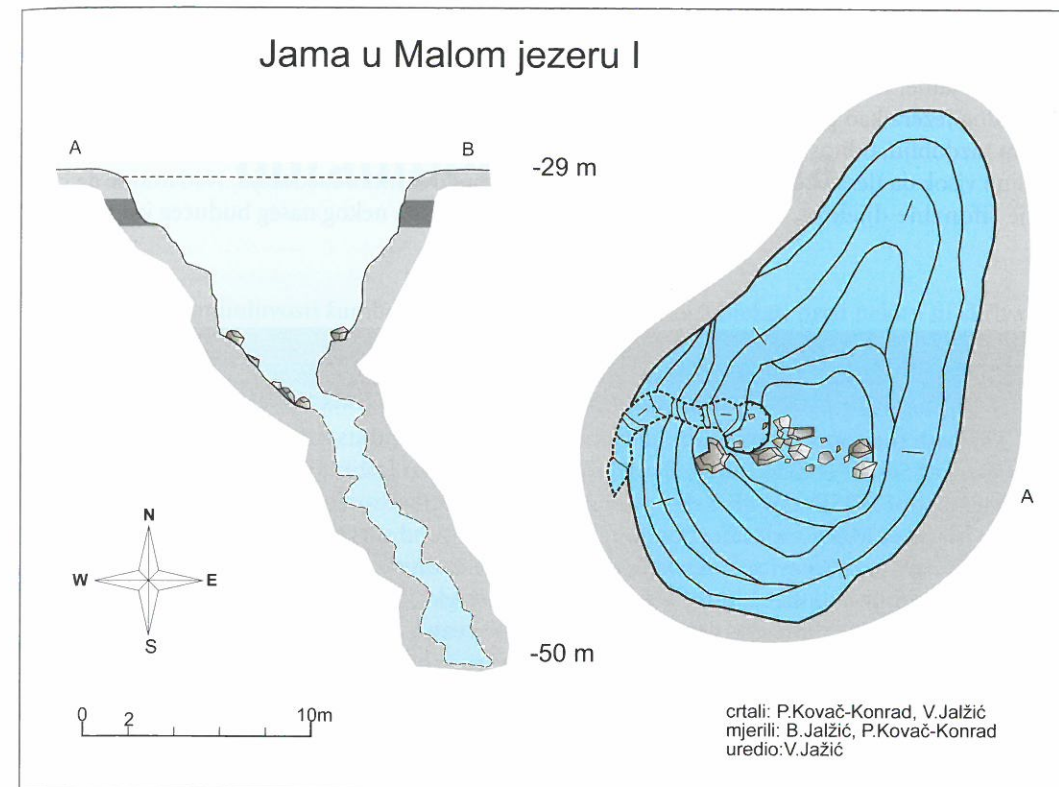 Jama u Malom jezeru I
A
B
-29 m
A
N
W
E
S
-50 m
0
2
10m
crtali: P.Kovač-Konrad, V.Jalžić
mjerili: B.Jalžić, P.Kovač-Konrad
uredio:V.Jažić